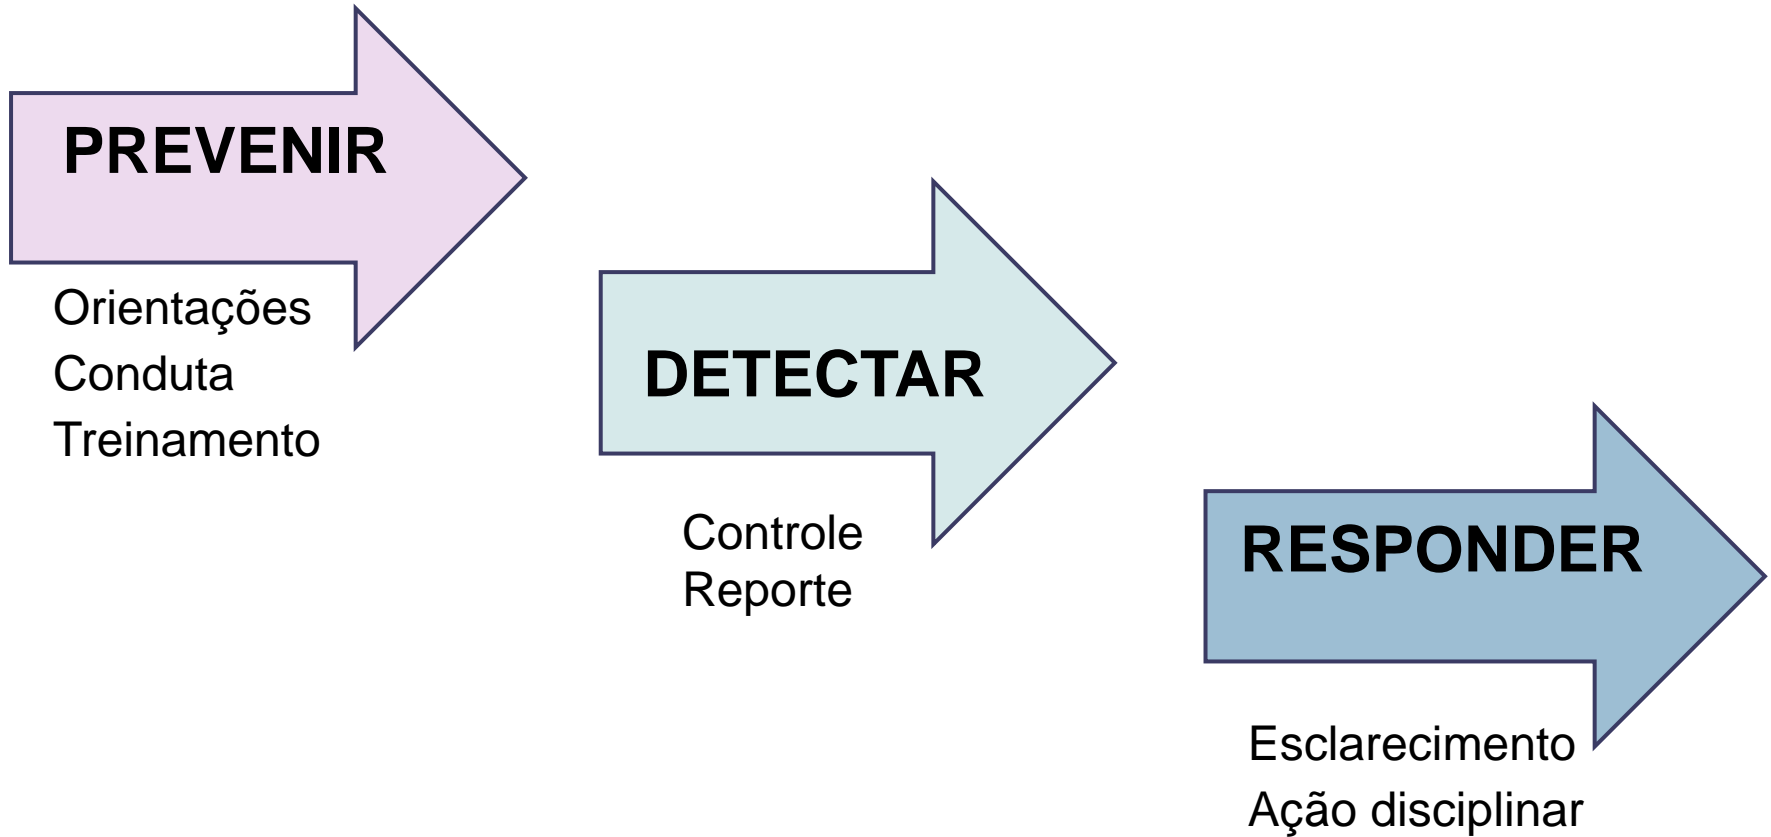 PREVENIR
Orientações
Conduta
Treinamento
DETECTAR
Controle
Reporte
RESPONDER
Esclarecimento
Ação disciplinar